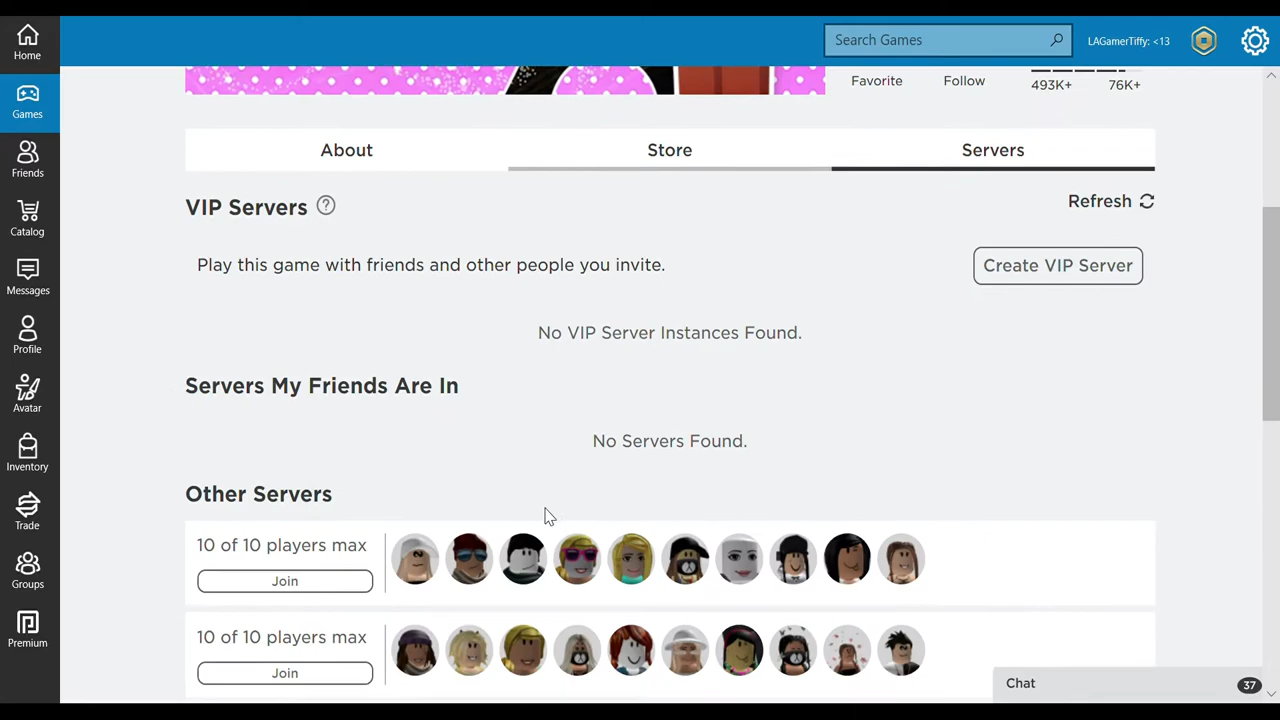 Home
Games
Friends
Catalog
Messages
Profile
Avatar
Inventory
Trade
Groups
Premium
Search Games
LAGamerTiffy: <13
Favorite
Follow
493K+
76K+
About
Store
Servers
VIP Servers ?
Refresh
Play this game with friends and other people you invite.
Create VIP Server
No VIP Server Instances Found.
Servers My Friends Are In
No Servers Found.
Other Servers
10 of 10 players max
Join
10 of 10 players max
Join
Chat
37